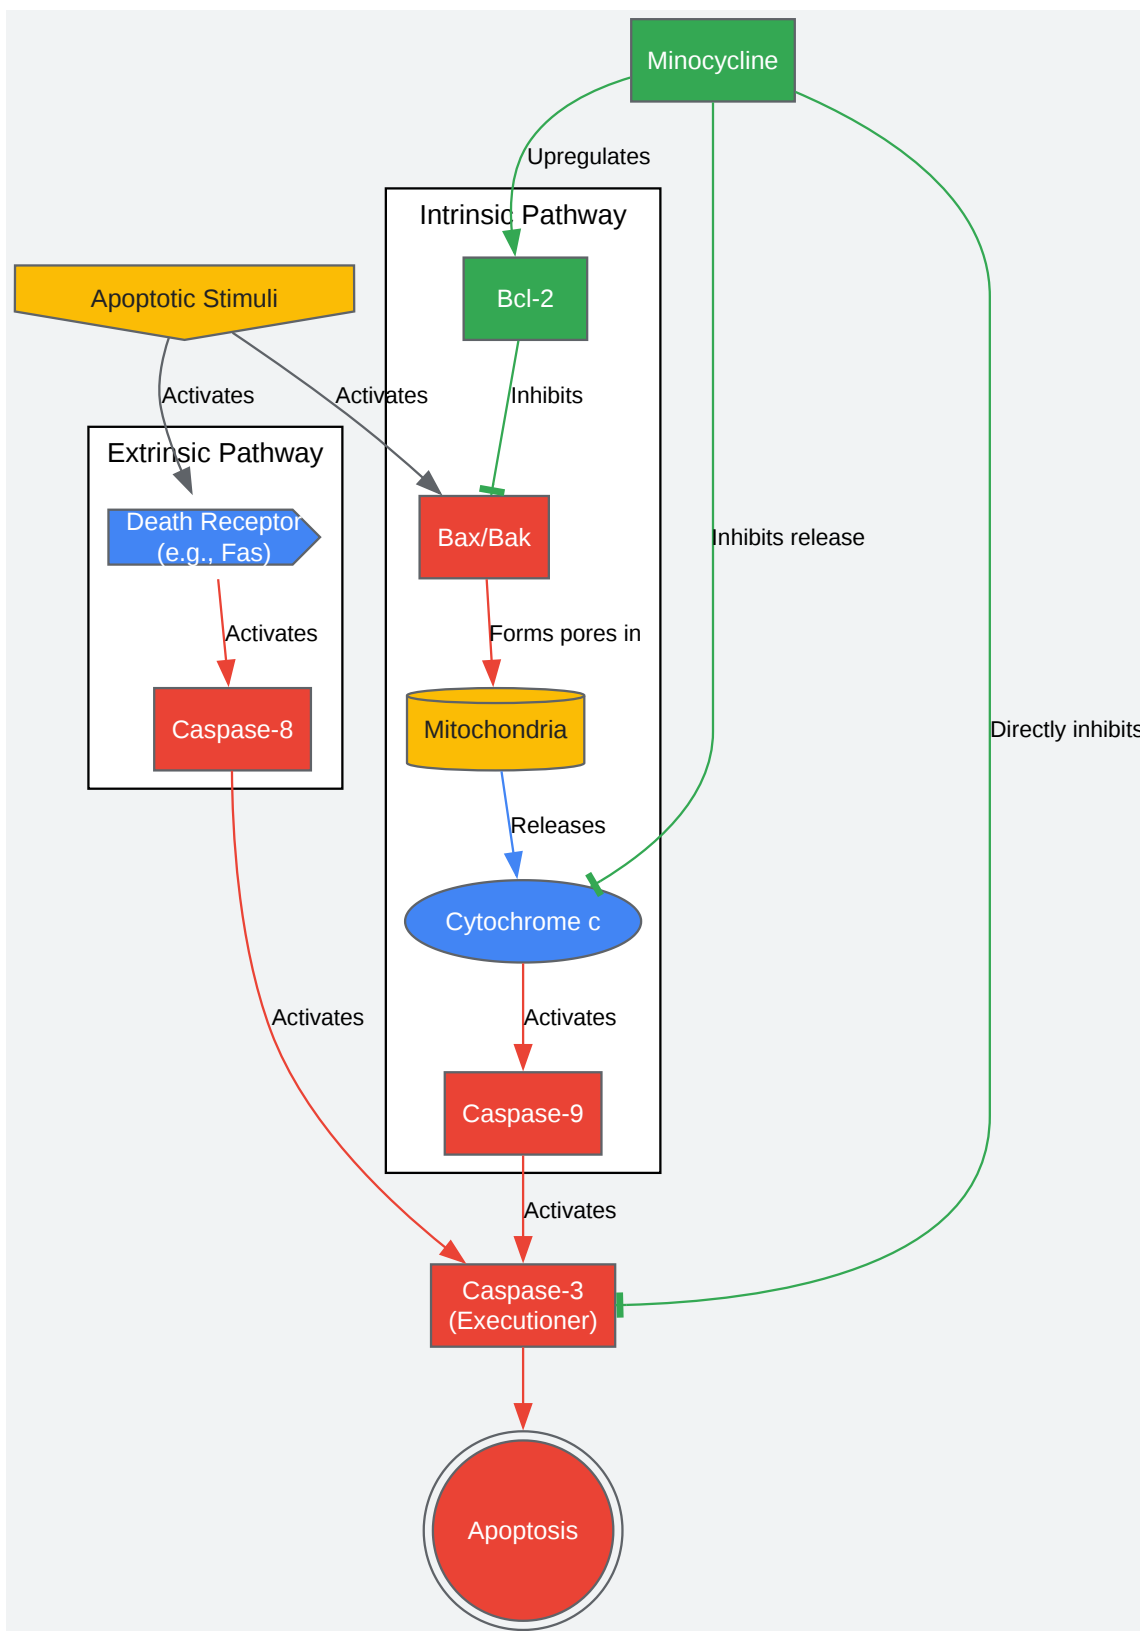 Minocycline
Upregulates
Intrinsic Pathway
Apoptotic Stimuli
Bcl-2
Activates
Activates
Inhibits
Extrinsic Pathway
Death Receptor
(e.g., Fas)
Bax/Bak
Inhibits release
Activates
Forms pores in
Caspase-8
Mitochondria
Directly inhibits
Releases
Cytochrome c
Activates
Activates
Caspase-9
Activates
Caspase-3
(Executioner)
Apoptosis